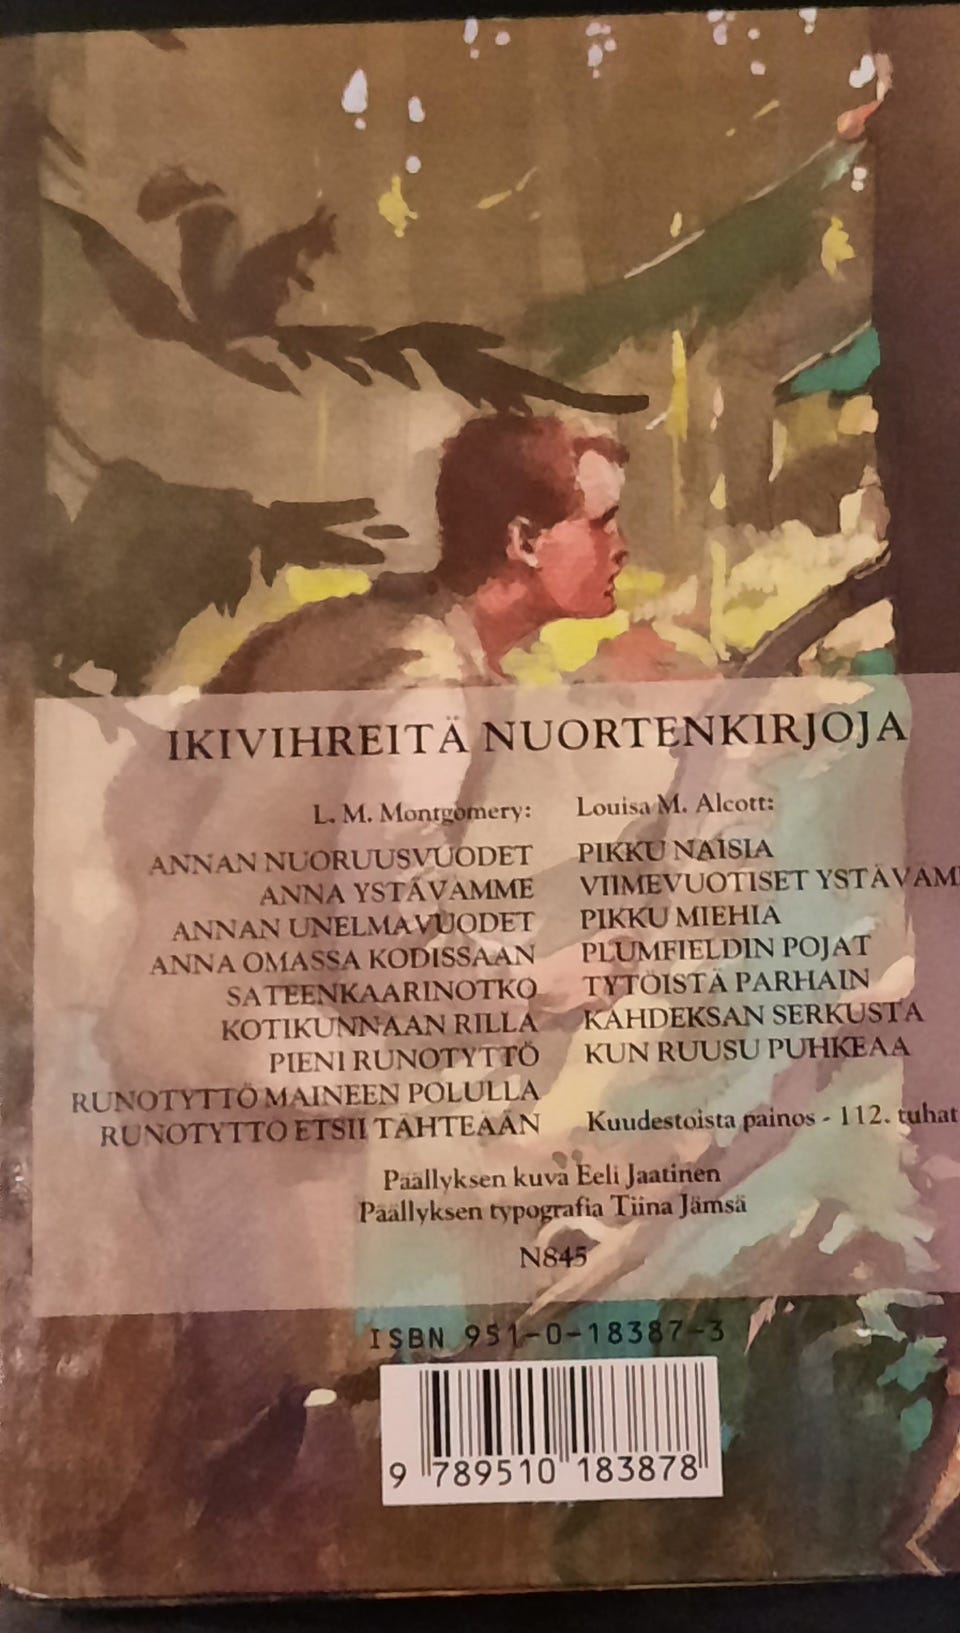 IKIVIHREITÄ NUORTENKIRJOJA
L. M. Montgomery:
ANNAN NUORUUSVUODET
ANNA YSTÄVÄMME
ANNAN UNELMAVUODET
ANNA OMASSA KODISSAAN
SATEENKAARINOTKO
KOTIKUNNAAN RILLA
PIENI RUNOTYTTÖ
RUNOTYTTÖ MAINEEN POLULLA
RUNOTYTTÖ ETSII TÄHTEÄÄN
Louisa M. Alcott:
PIKKU NAISIA
VIIMEVUOTISET YSTÄVÄM
PIKKU MIEHIÄ
PLUMFIELDIN POJAT
TYTÖISTÄ PARHAIN
KAHDEKSAN SERKUSTA
KUN RUUSU PUHKEAA
Kuudestoista painos - 112. tuhat
Päällyksen kuva Eeli Jaatinen
Päällyksen typografia Tiina Jämsä
N845
ISBN 951-0-18387-3
9 789510 183878